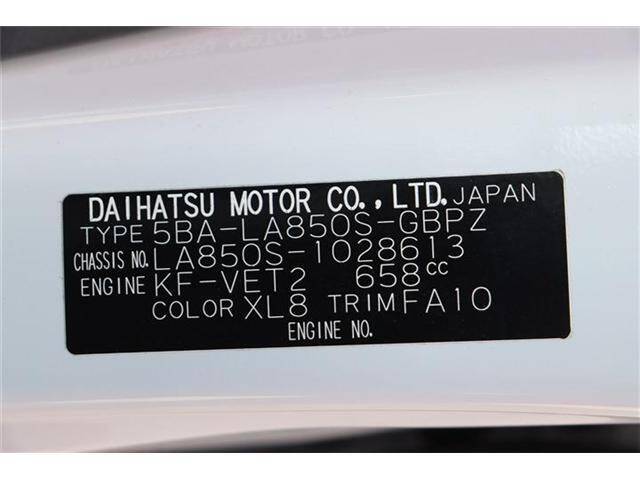 DAIHATSU MOTOR CO., LTD. JAPAN
TYPE 5BA-LA850S-GBPZ
CHASSIS NO. LA850S-1028613
ENGINE KF-VET2 658cc
COLOR XL8 TRIM FA10
ENGINE NO.